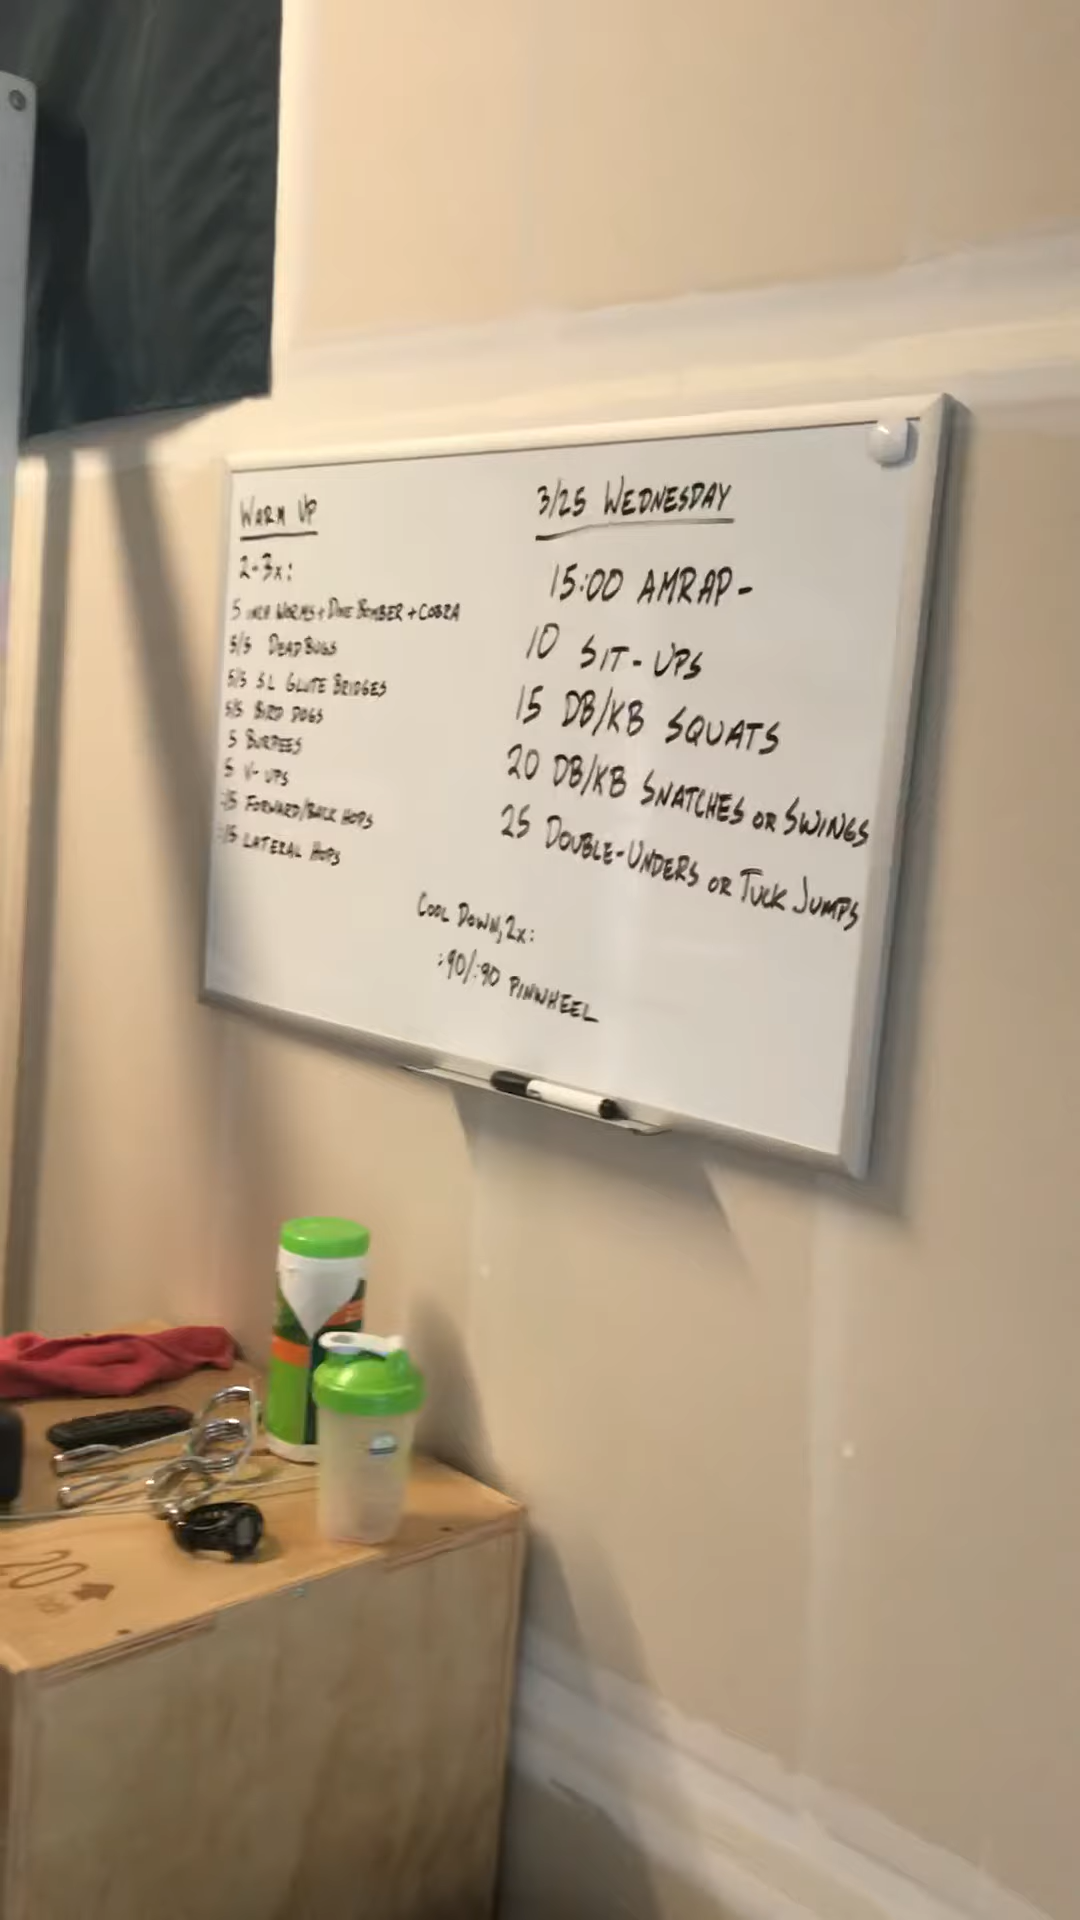 WARM UP
2-3x:
5 INCH WORMS + DIVE BOMBER + COBRA
5/5 DEAD BUGS
5/5 SL GLUTE BRIDGES
5/5 BIRD DOGS
5 BURPEES
5 V-UPS
:15 FORWARD/BACK HOPS
:15 LATERAL HOPS
3/25 WEDNESDAY
15:00 AMRAP-
10 SIT-UPS
15 DB/KB SQUATS
20 DB/KB SNATCHES OR SWINGS
25 DOUBLE-UNDERS OR TUCK JUMPS
COOL DOWN, 2x:
:90/:90 PINWHEEL
20